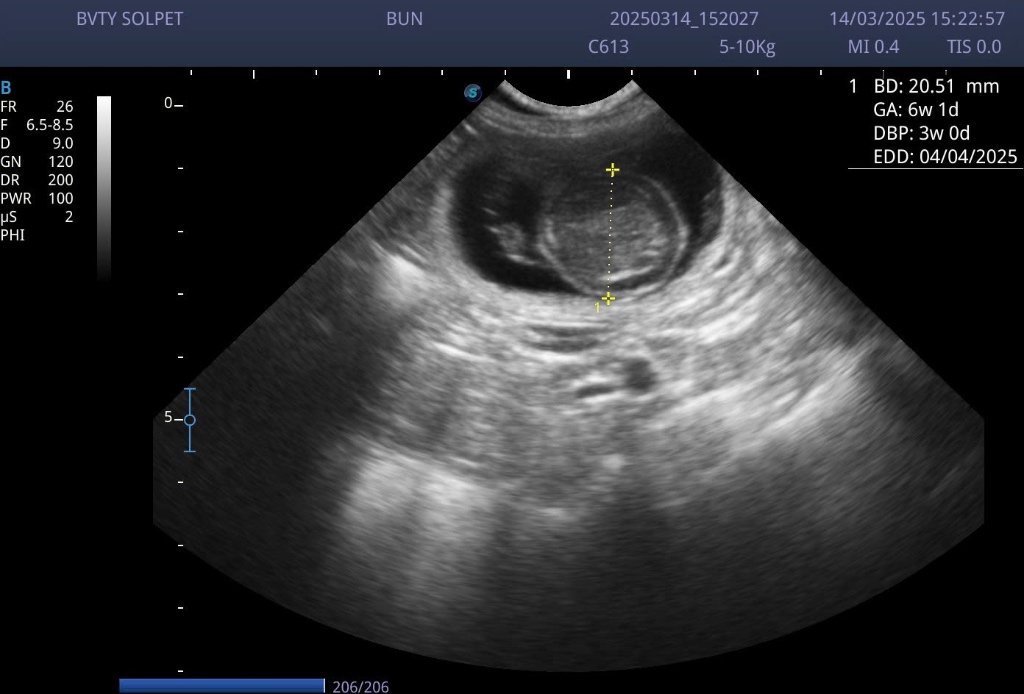 BVTY SOLPET BUN 20250314_152027 14/03/2025 15:22:57
C613 5-10Kg MI 0.4 TIS 0.0
B
FR 26
F 6.5-8.5
D 9.0
GN 120
DR 200
PWR 100
µS 2
PHI
1 BD: 20.51 mm
GA: 6w 1d
DBP: 3w 0d
EDD: 04/04/2025
S
0
1
5
206/206